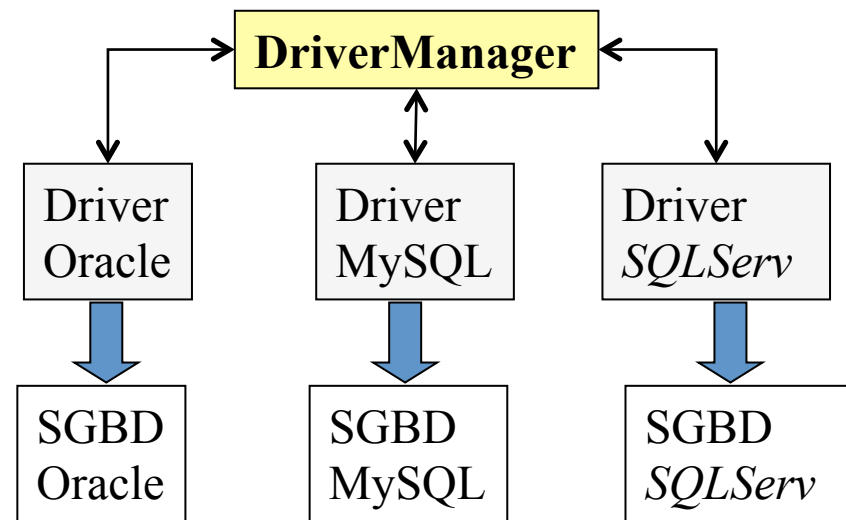 DriverManager
Driver
Oracle
Driver
MySQL
Driver
SQLServ
SGBD
Oracle
SGBD
MySQL
SGBD
SQLServ